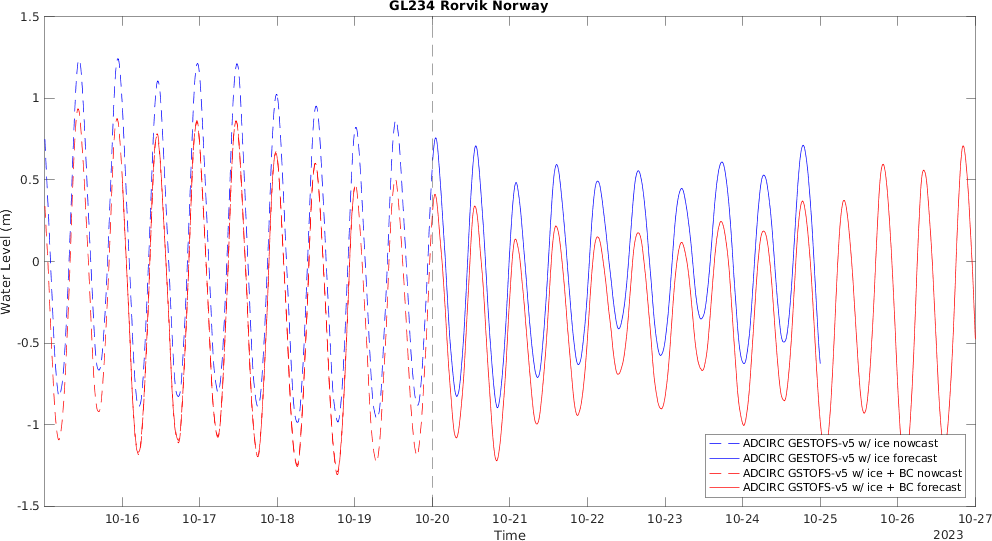 GL234 Rorvik Norway
1.5
1
0.5
0
-0.5
-1
-1.5
Water Level (m)
10-16 10-17 10-18 10-19 10-20 10-21 10-22 10-23 10-24 10-25 10-26 10-27
Time
2023
ADCIRC GESTOFS-v5 w/ ice nowcast
ADCIRC GESTOFS-v5 w/ ice forecast
ADCIRC GSTOFS-v5 w/ ice + BC nowcast
ADCIRC GSTOFS-v5 w/ ice + BC forecast